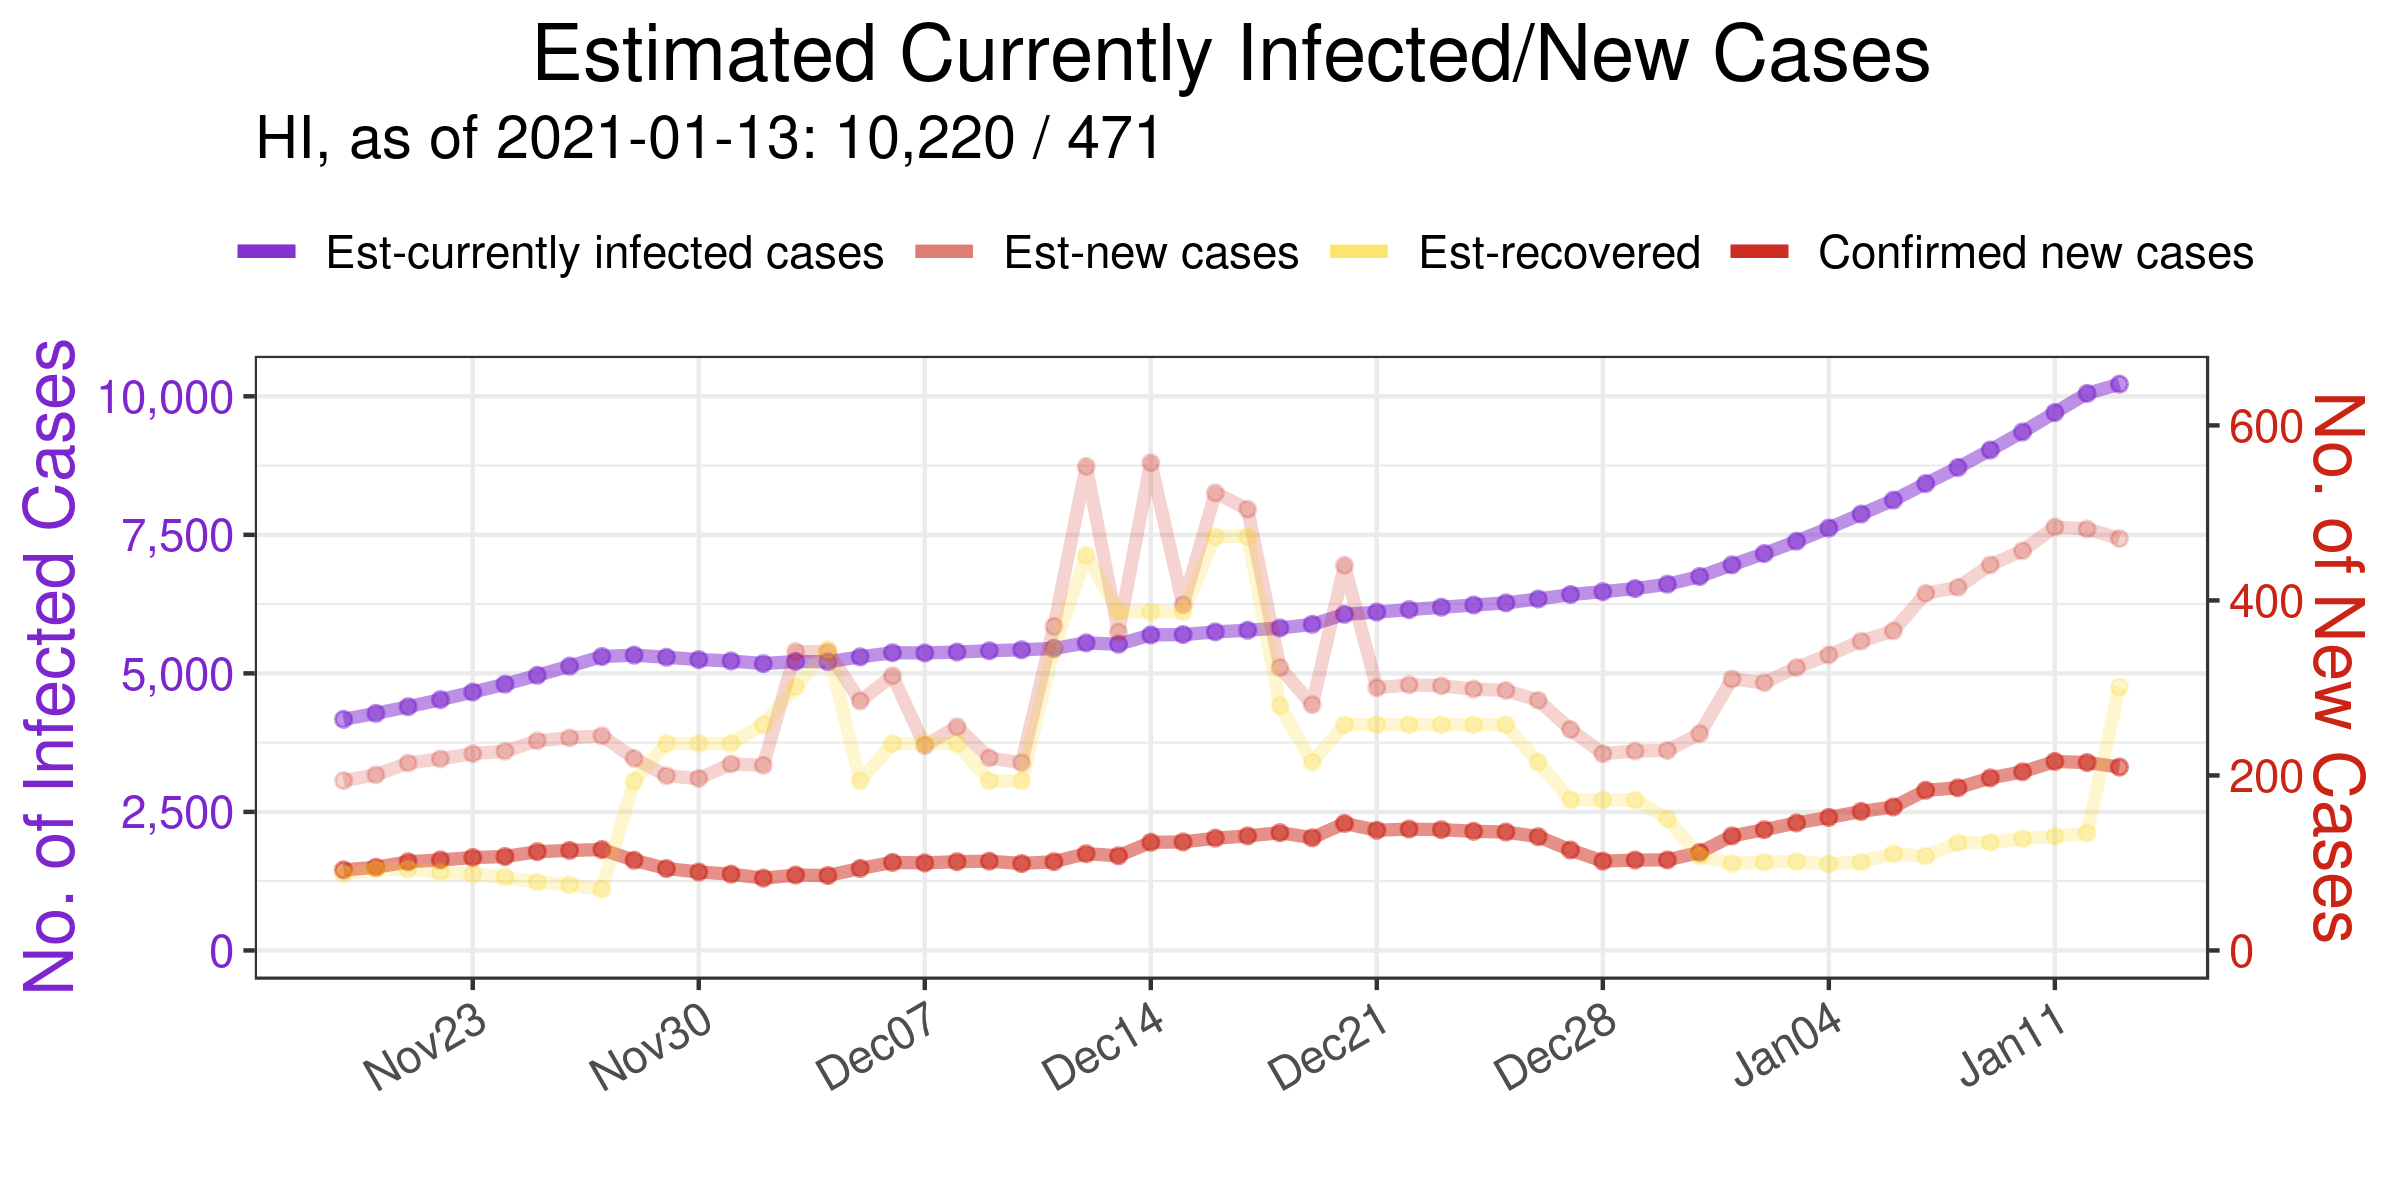 Estimated Currently Infected/New Cases
HI, as of 2021-01-13: 10,220 / 471
Est-currently infected cases Est-new cases Est-recovered Confirmed new cases
No. of Infected Cases
10,000
7,500
5,000
2,500
0
600
400
200
0
No. of New Cases
Nov23 Nov30 Dec07 Dec14 Dec21 Dec28 Jan04 Jan11